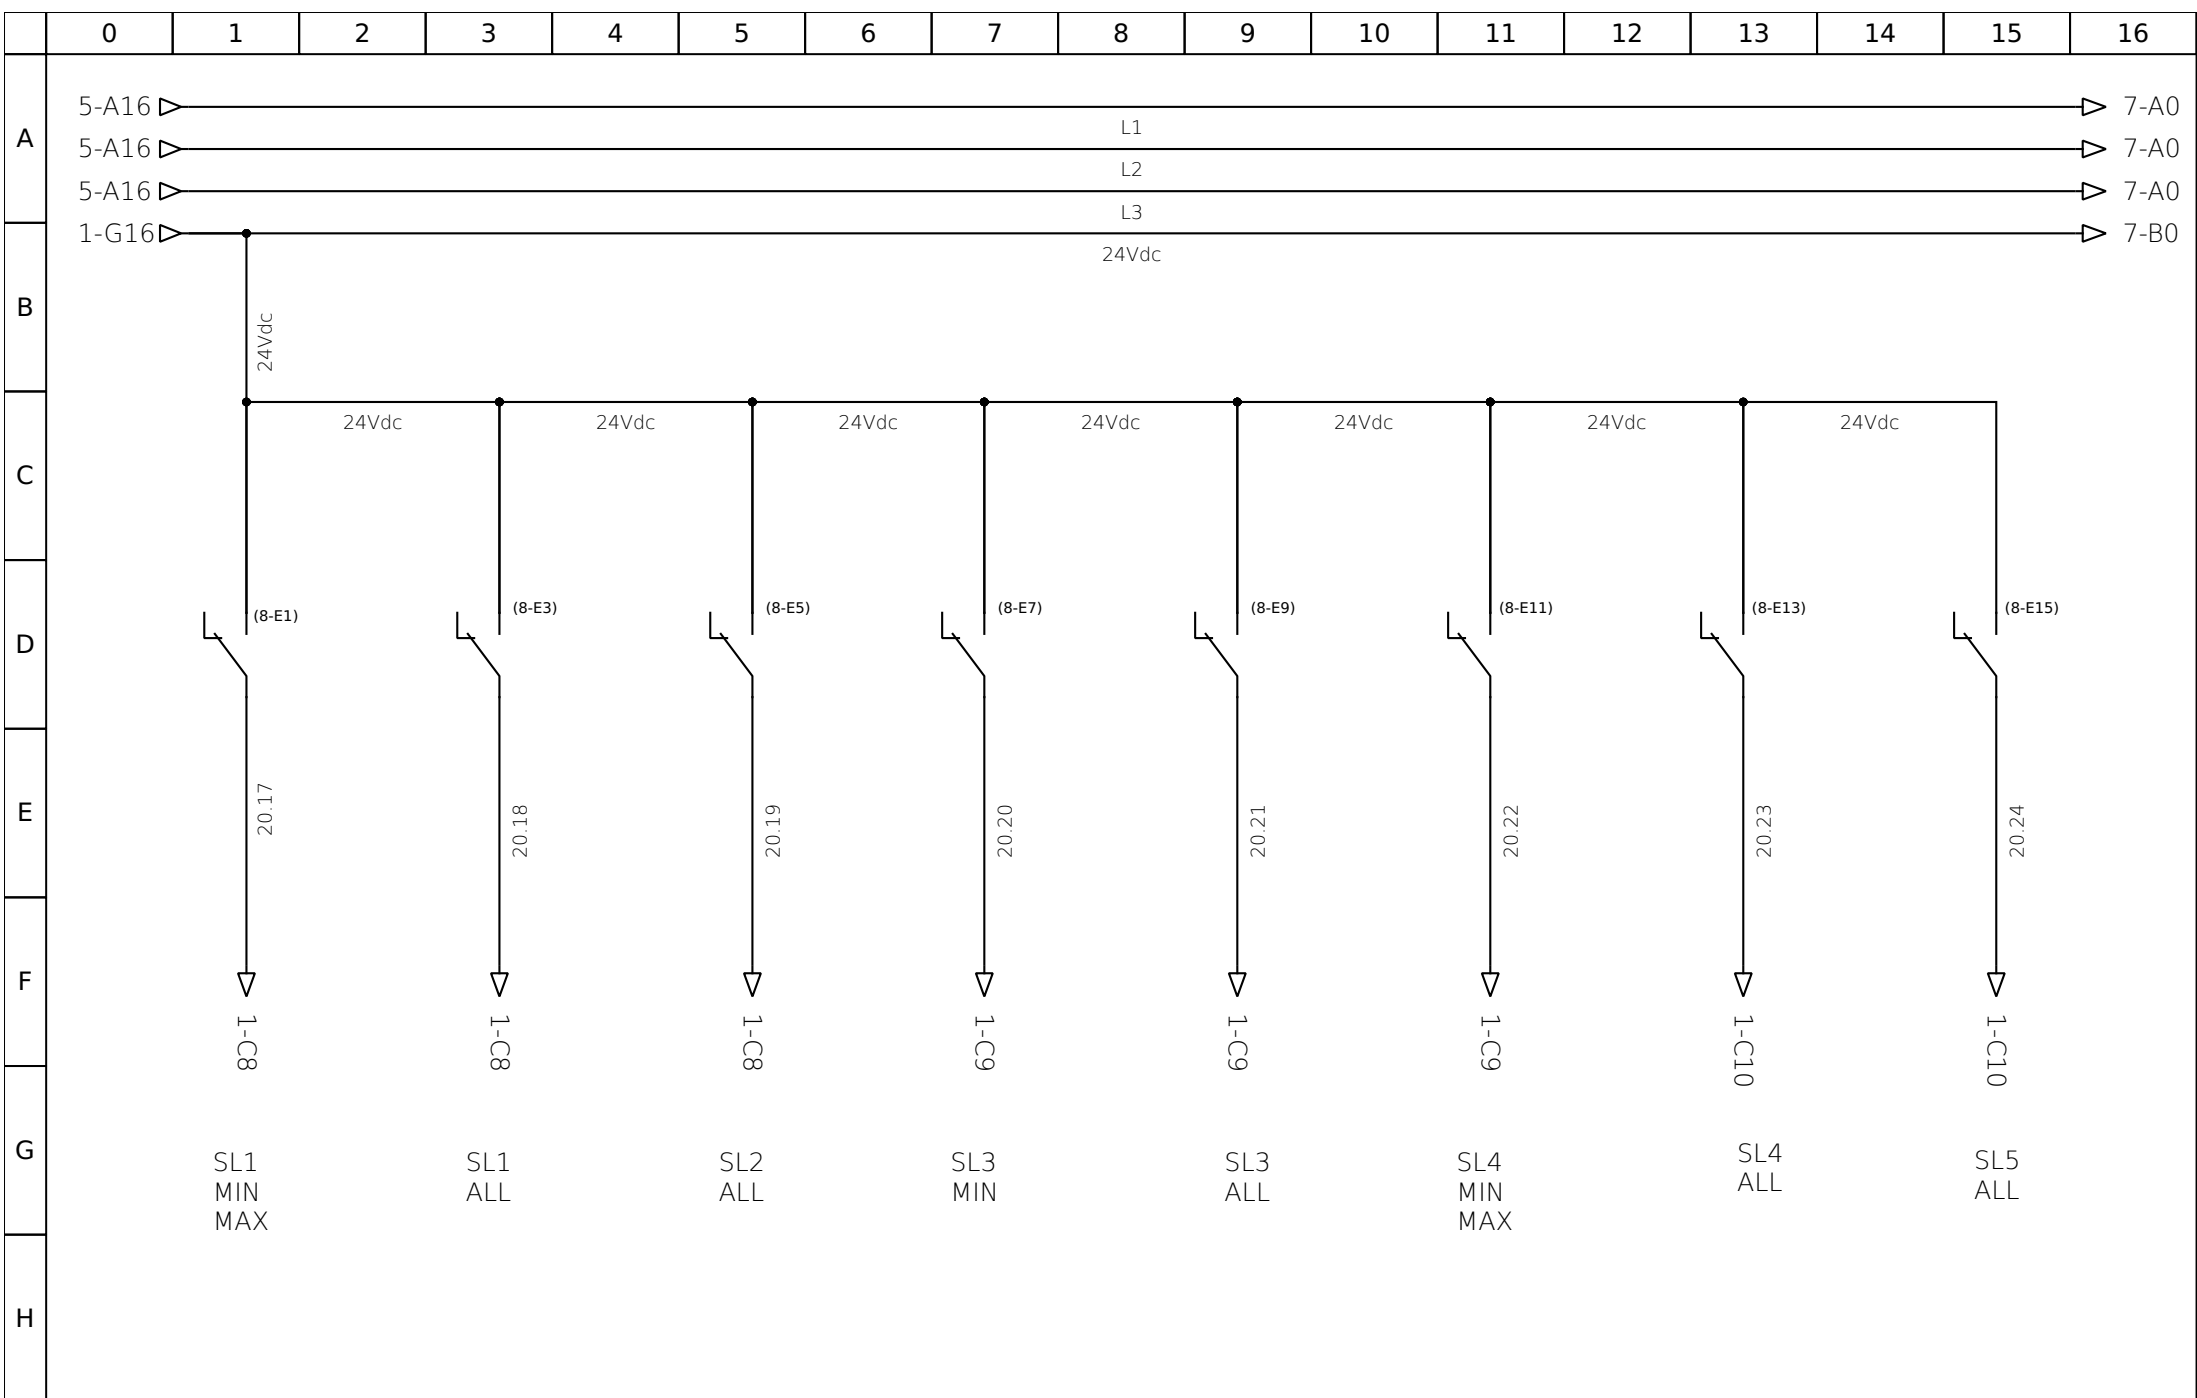 0 1 2 3 4 5 6 7 8 9 10 11 12 13 14 15 16
A
5-A16 7-A0
L1
5-A16 7-A0
L2
5-A16 7-A0
L3
1-G16 7-B0
24Vdc
B
24Vdc
24Vdc 24Vdc 24Vdc 24Vdc 24Vdc 24Vdc 24Vdc
C
(8-E1) (8-E3) (8-E5) (8-E7) (8-E9) (8-E11) (8-E13) (8-E15)
D
E
20.17 20.18 20.19 20.20 20.21 20.22 20.23 20.24
F
1-C8 1-C8 1-C8 1-C9 1-C9 1-C9 1-C10 1-C10
G
SL1
MIN
MAX
SL1
ALL
SL2
ALL
SL3
MIN
SL3
ALL
SL4
MIN
MAX
SL4
ALL
SL5
ALL
H